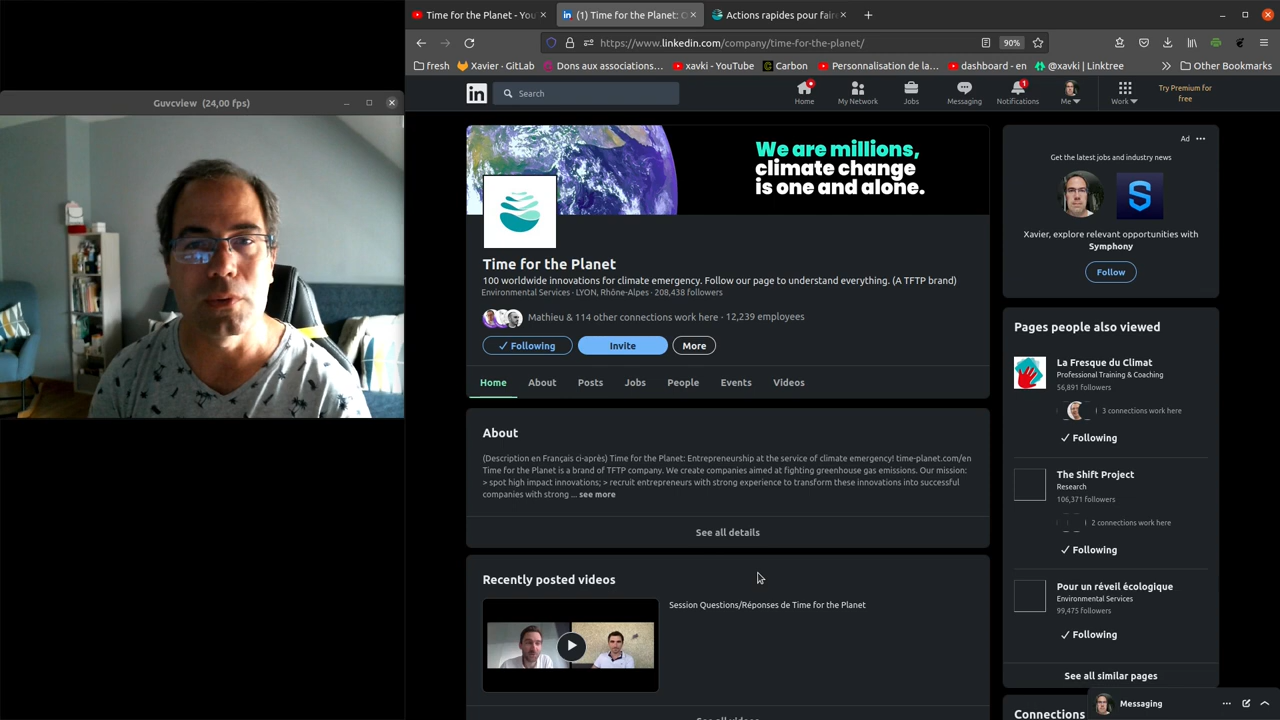 Time for the Planet - You
(1) Time for the Planet: O
Actions rapides pour fair
https://www.linkedin.com/company/time-for-the-planet/
90%
fresh
Xavier · GitLab
Dons aux associations…
xavki - YouTube
Carbon
Personnalisation de la…
dashboard - en
@xavki | Linktree
Other Bookmarks
Guvcview (24,00 fps)
Search
Home
My Network
Jobs
Messaging
1
Notifications
Me
Work
Try Premium for
free
We are millions,
climate change
is one and alone.
Time for the Planet
100 worldwide innovations for climate emergency. Follow our page to understand everything. (A TFTP brand)
Environmental Services · LYON, Rhône-Alpes · 208,438 followers
Mathieu & 114 other connections work here · 12,239 employees
Following
Invite
More
Home
About
Posts
Jobs
People
Events
Videos
About
(Description en Français ci-après) Time for the Planet: Entrepreneurship at the service of climate emergency! time-planet.com/en
Time for the Planet is a brand of TFTP company. We create companies aimed at fighting greenhouse gas emissions. Our mission:
> spot high impact innovations; > recruit entrepreneurs with strong experience to transform these innovations into successful
companies with strong ... see more
See all details
Recently posted videos
Session Questions/Réponses de Time for the Planet
Ad
Get the latest jobs and industry news
Xavier, explore relevant opportunities with
Symphony
Follow
Pages people also viewed
La Fresque du Climat
Professional Training & Coaching
56,891 followers
3 connections work here
Following
The Shift Project
Research
106,371 followers
2 connections work here
Following
Pour un réveil écologique
Environmental Services
99,475 followers
Following
See all similar pages
Connections
Messaging